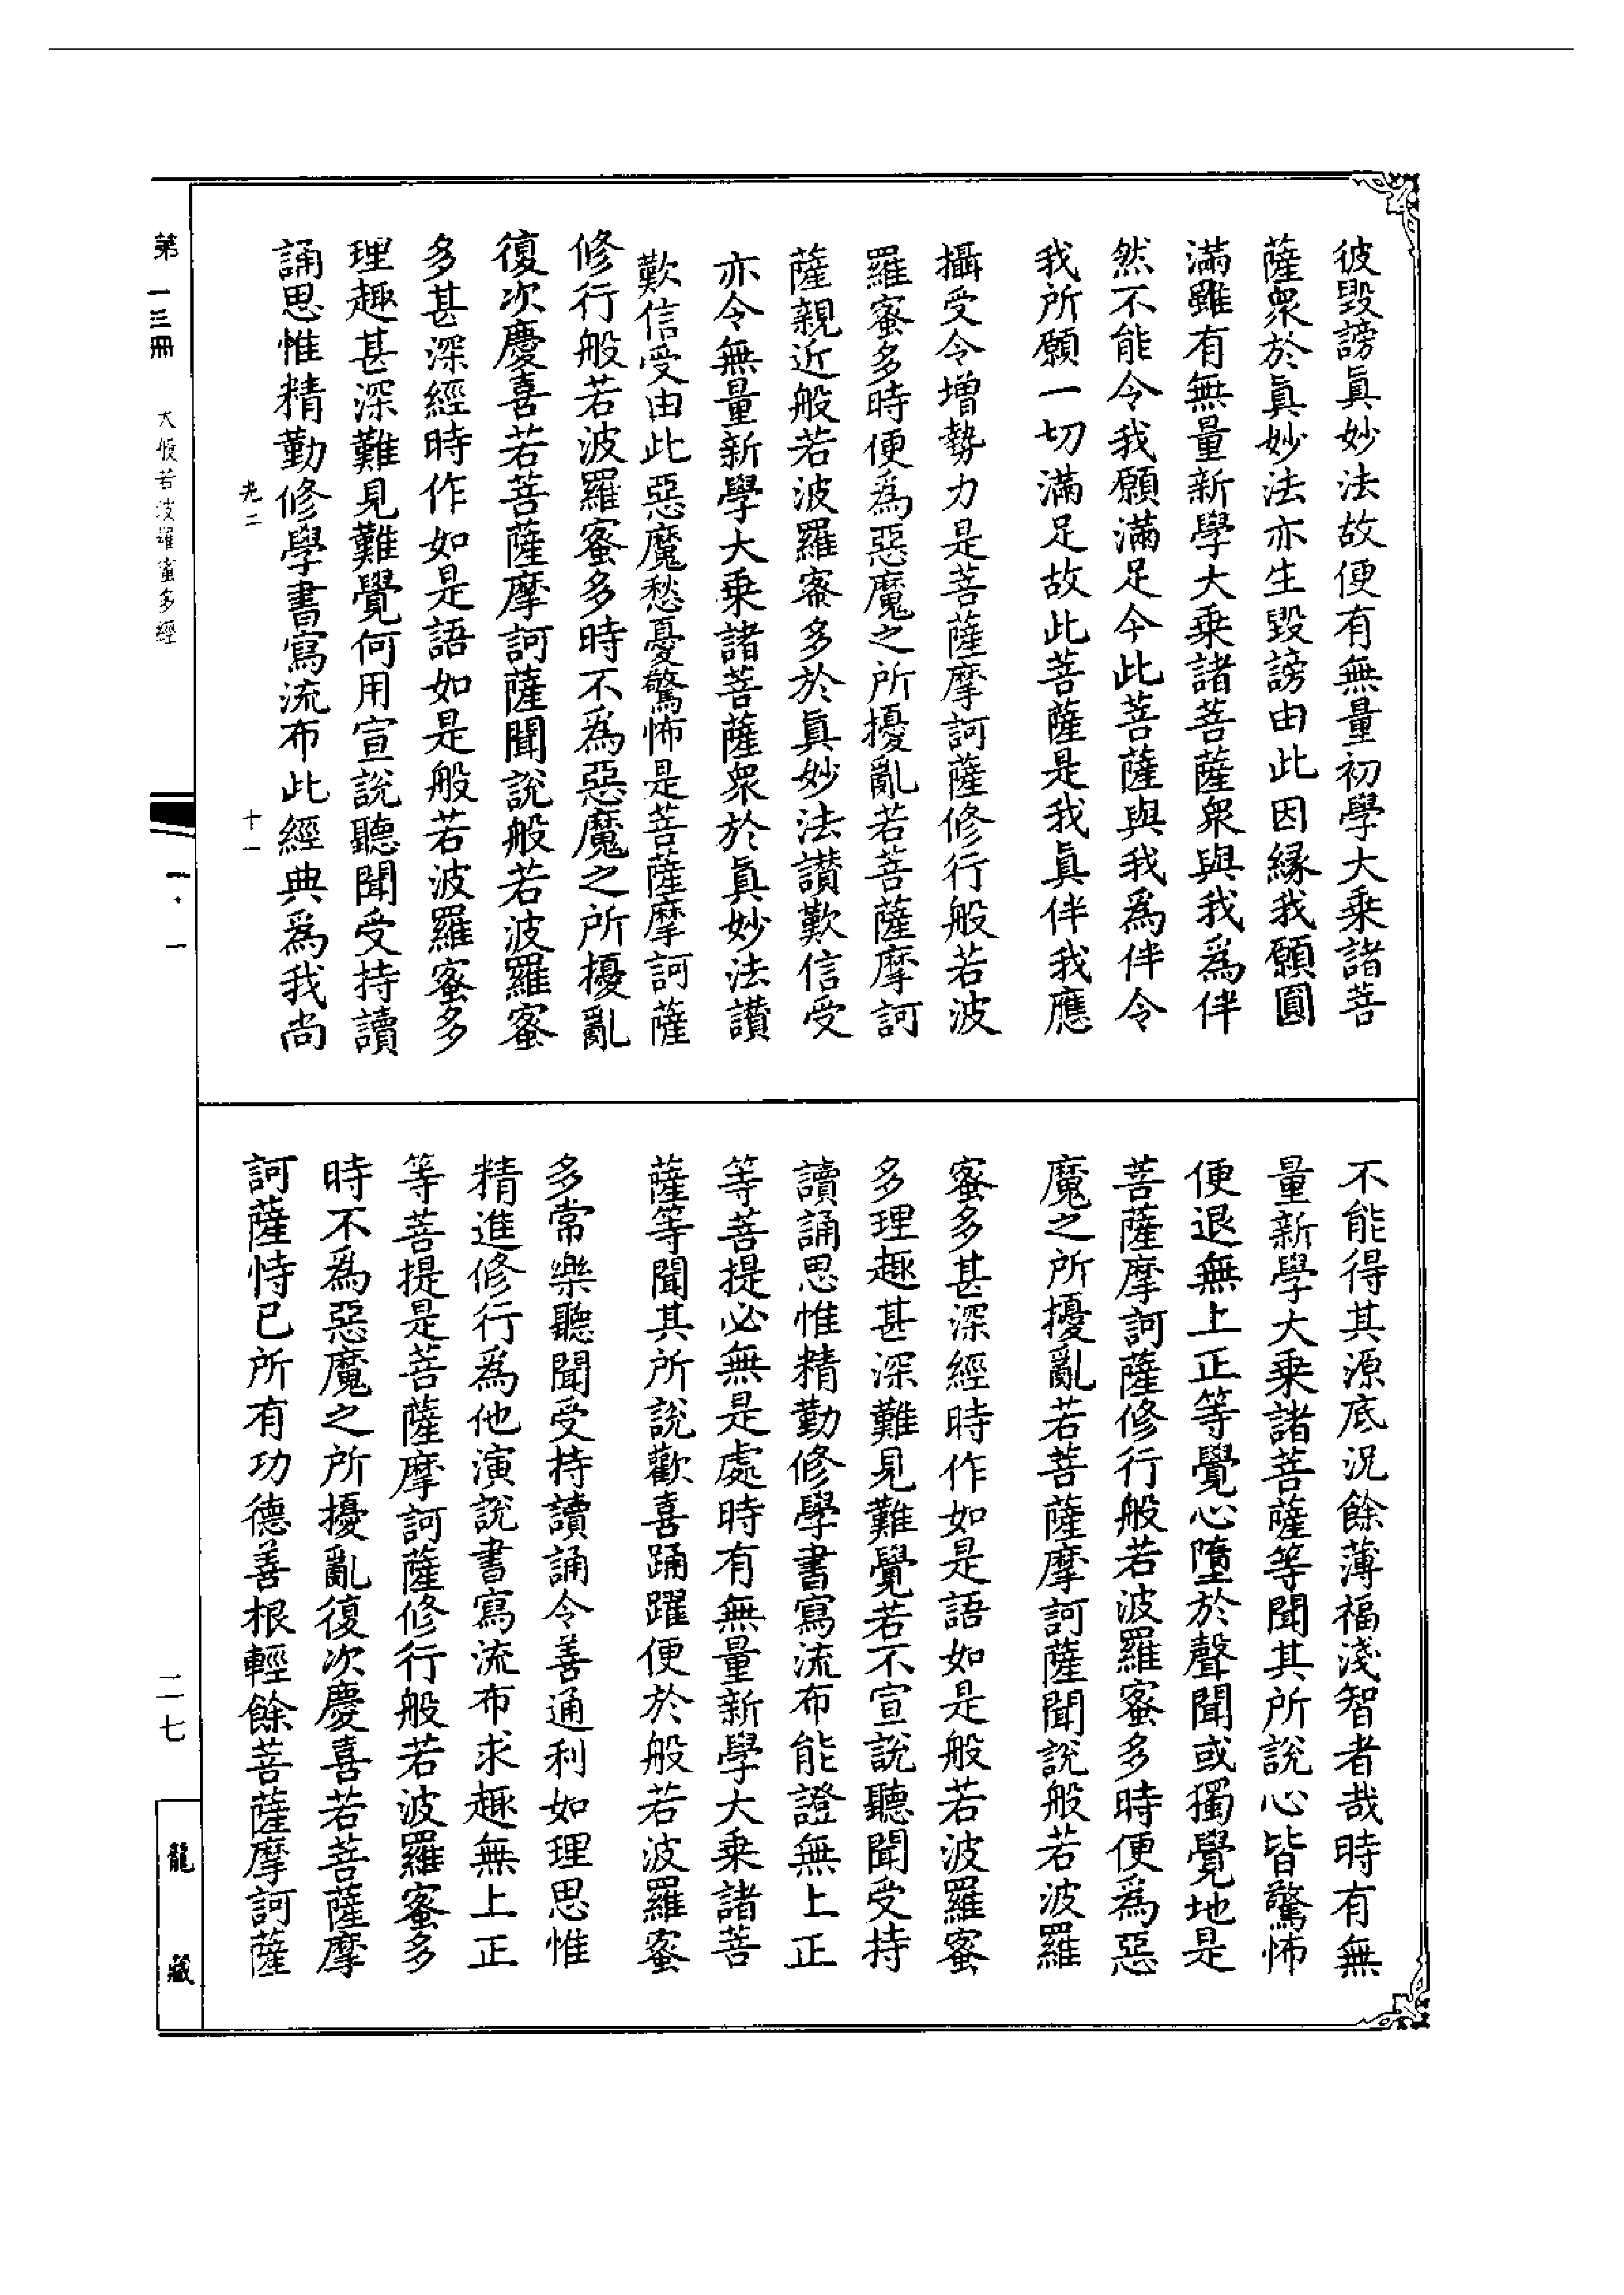 彼毀謗眞妙法故便有無量初學大乘諸菩
薩衆於眞妙法亦生毀謗由此因緣我願圓
滿雖有無量新學大乘諸菩薩衆與我爲伴
然不能令我願滿足今此菩薩與我爲伴令
我所願一切滿足故此菩薩是我眞伴我應
攝受令增勢力是菩薩摩訶薩修行般若波
羅蜜多時便爲惡魔之所擾亂若菩薩摩訶
薩親近般若波羅蜜多於眞妙法讚歎信受
亦令無量新學大乘諸菩薩衆於眞妙法讚
歎信受由此惡魔愁憂驚怖是菩薩摩訶薩
修行般若波羅蜜多時不爲惡魔之所擾亂
復次慶喜若菩薩摩訶薩聞說般若波羅蜜
多甚深經時作如是語如是般若波羅蜜多
理趣甚深難見難覺何用宣說聽聞受持讀
誦思惟精勤修學書寫流布此經典爲我尚
不能得其源底況餘薄福淺智者哉時有無
量新學大乘諸菩薩等聞其所說心皆驚怖
便退無上正等覺心墮於聲聞或獨覺地是
菩薩摩訶薩修行般若波羅蜜多時便爲惡
魔之所擾亂若菩薩摩訶薩聞說般若波羅
蜜多甚深經時作如是語如是般若波羅蜜
多理趣甚深難見難覺若不宣說聽聞受持
讀誦思惟精勤修學書寫流布能證無上正
等菩提必無是處時有無量新學大乘諸菩
薩等聞其所說歡喜踊躍便於般若波羅蜜
多常樂聽聞受持讀誦令善通利如理思惟
精進修行爲他演說書寫流布求趣無上正
等菩提是菩薩摩訶薩修行般若波羅蜜多
時不爲惡魔之所擾亂復次慶喜若菩薩摩
訶薩恃已所有功德善根輕餘菩薩摩訶薩
第一三冊 大般若波羅蜜多經
光二 十一
二七
龍藏